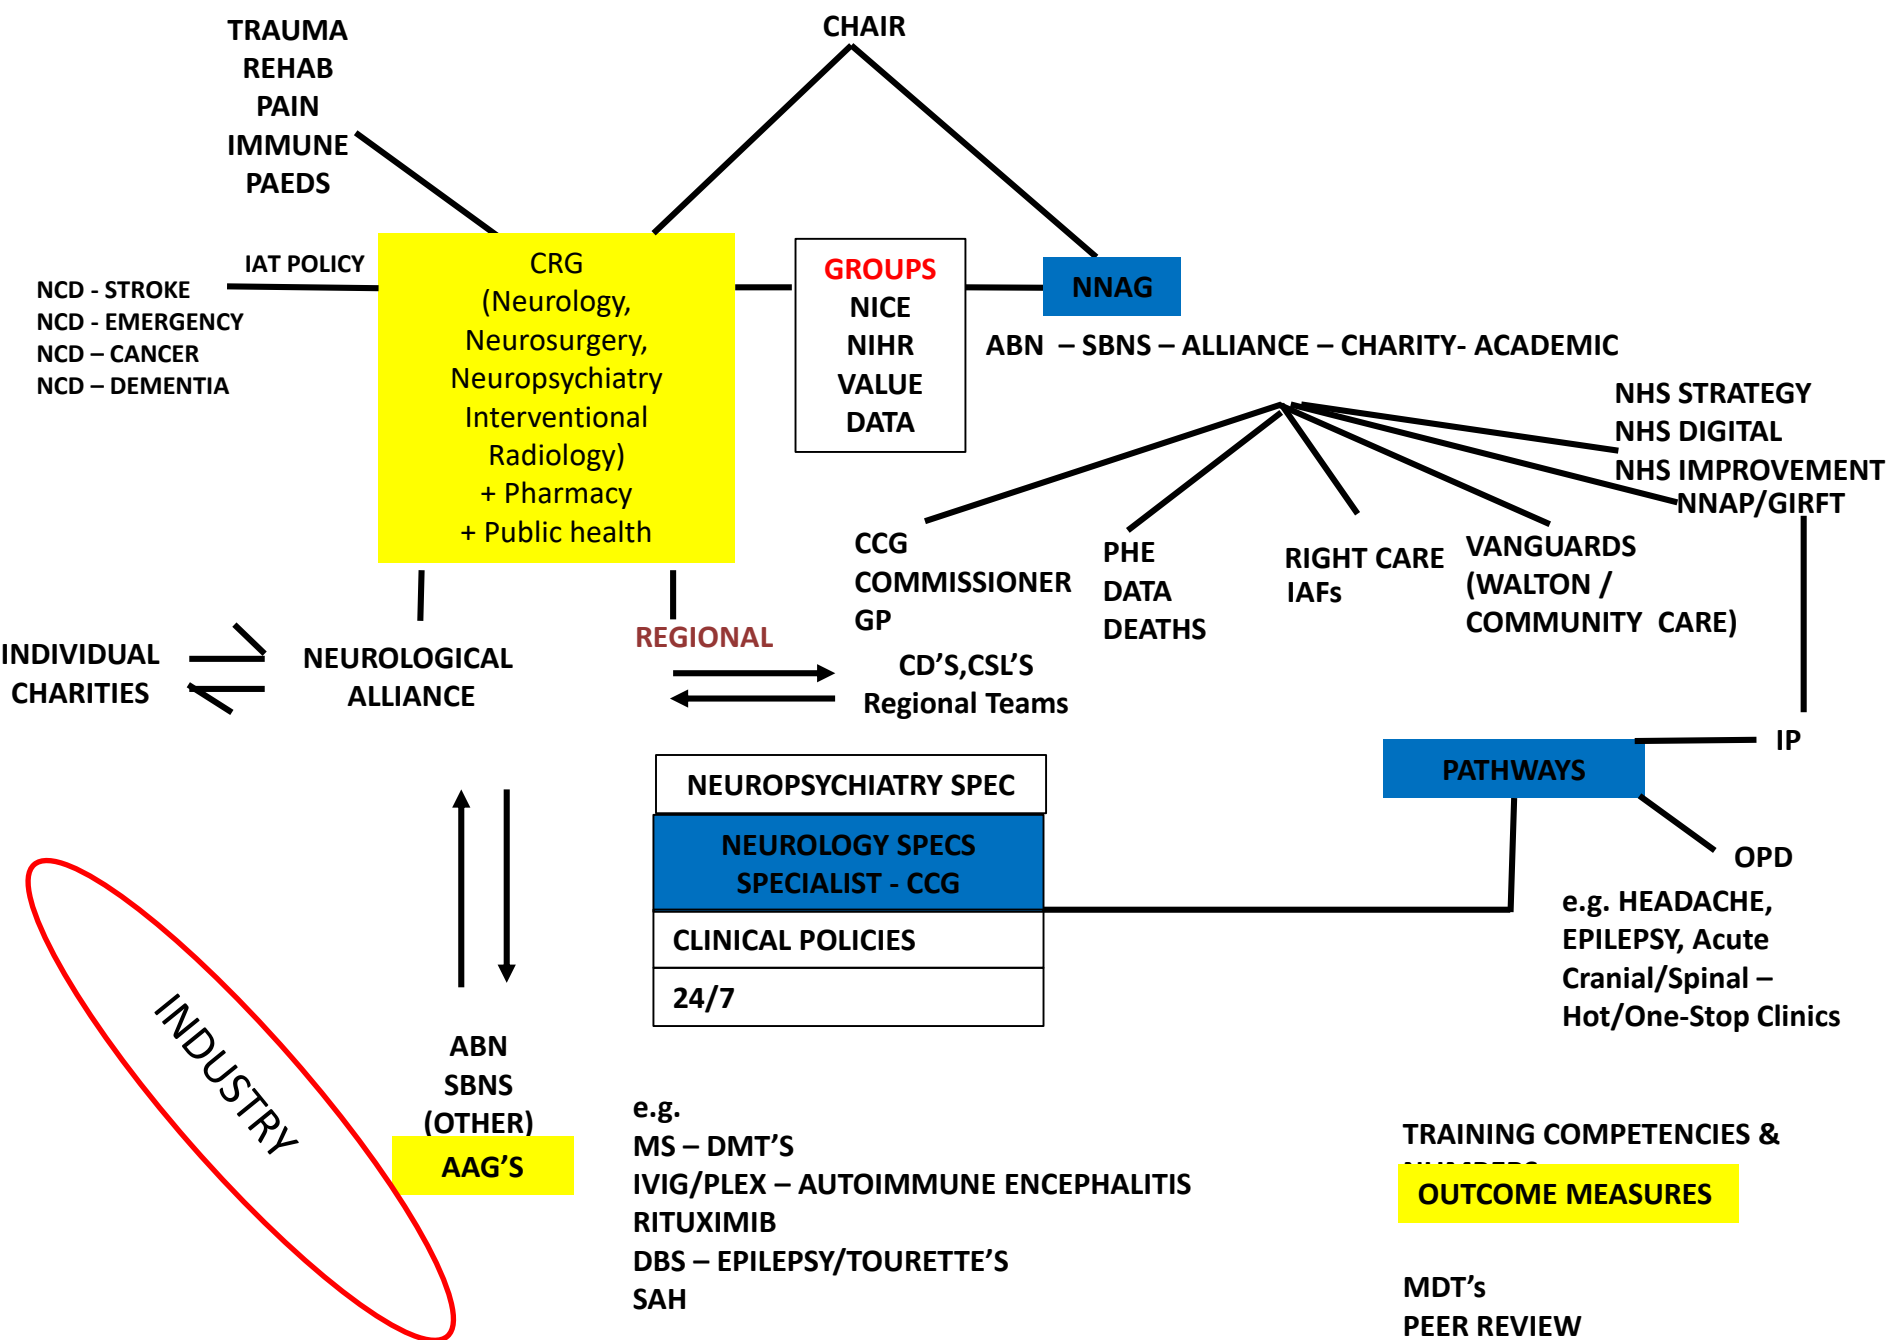 TRAUMA
REHAB
PAIN
IMMUNE
PAEDS
CHAIR
IAT POLICY
NCD - STROKE
NCD - EMERGENCY
NCD – CANCER
NCD – DEMENTIA
CRG
(Neurology,
Neurosurgery,
Neuropsychiatry
Interventional
Radiology)
+ Pharmacy
+ Public health
GROUPS
NICE
NIHR
VALUE
DATA
NNAG
ABN – SBNS – ALLIANCE – CHARITY- ACADEMIC
NHS STRATEGY
NHS DIGITAL
NHS IMPROVEMENT
NNAP/GIRFT
CCG
COMMISSIONER
GP
PHE
DATA
DEATHS
RIGHT CARE
IAFs
VANGUARDS
(WALTON /
COMMUNITY CARE)
INDIVIDUAL
CHARITIES
NEUROLOGICAL
ALLIANCE
REGIONAL
CD'S,CSL'S
Regional Teams
IP
PATHWAYS
OPD
e.g. HEADACHE,
EPILEPSY, Acute
Cranial/Spinal –
Hot/One-Stop Clinics
NEUROPSYCHIATRY SPEC
NEUROLOGY SPECS
SPECIALIST - CCG
CLINICAL POLICIES
24/7
INDUSTRY
ABN
SBNS
(OTHER)
AAG'S
e.g.
MS – DMT'S
IVIG/PLEX – AUTOIMMUNE ENCEPHALITIS
RITUXIMIB
DBS – EPILEPSY/TOURETTE'S
SAH
TRAINING COMPETENCIES &
OUTCOME MEASURES
MDT's
PEER REVIEW